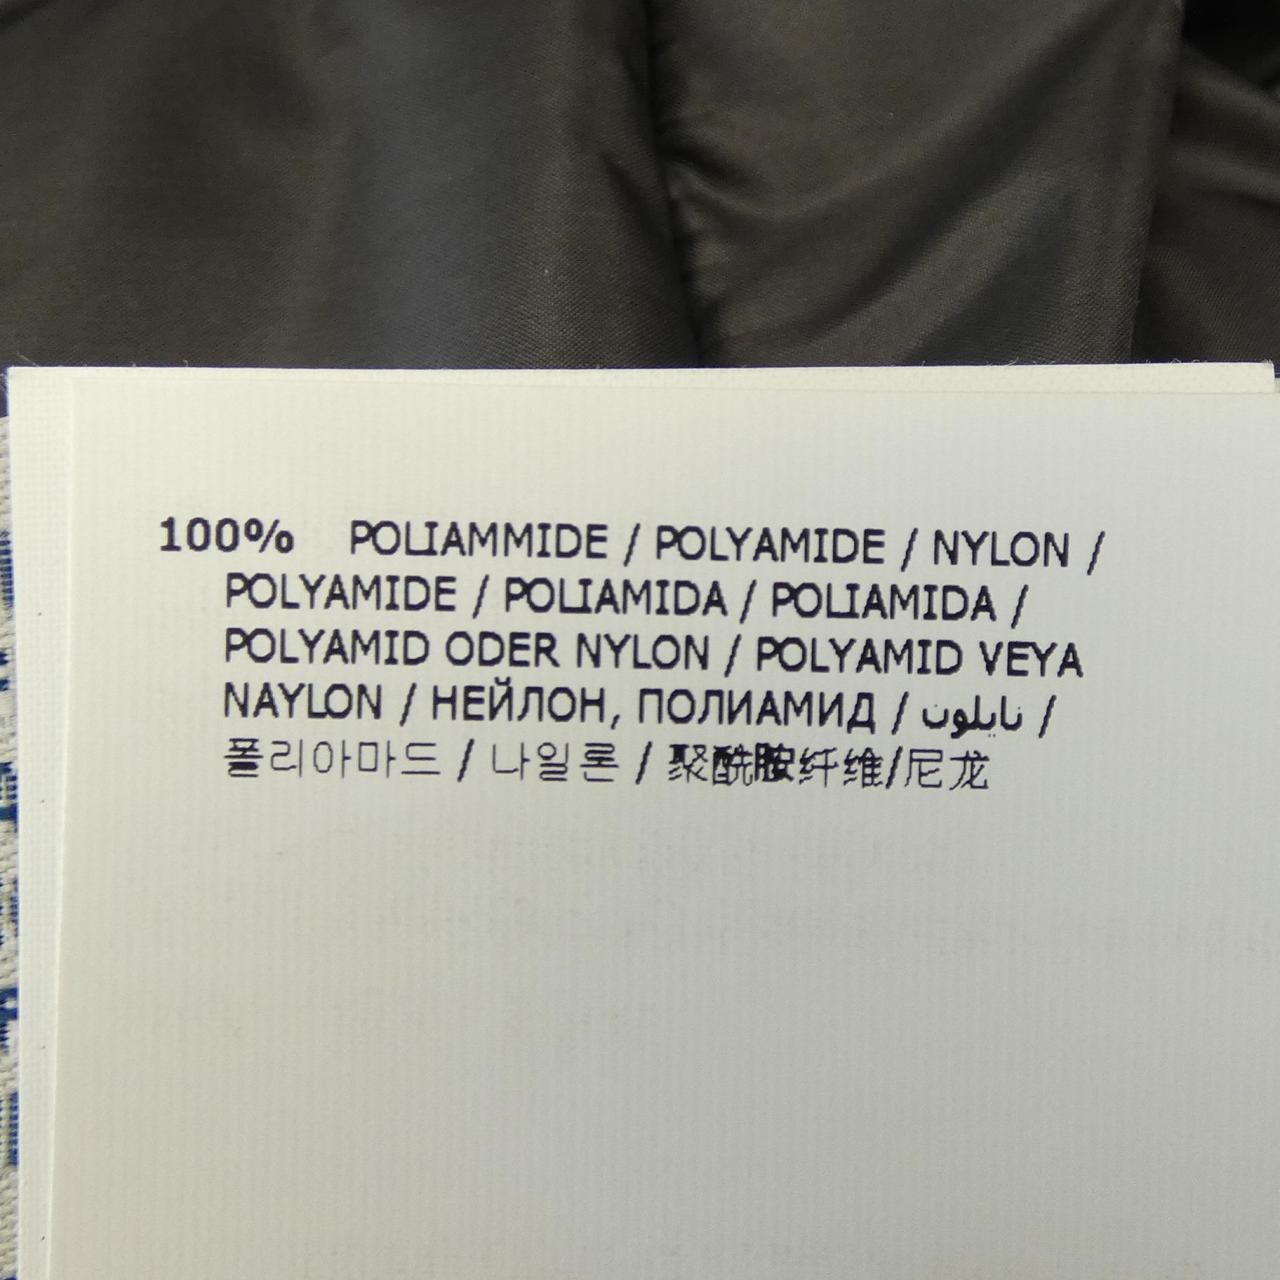 100% POLIAMMIDE / POLYAMIDE / NYLON /
POLYAMIDE / POLIAMIDA / POLIAMIDA /
POLYAMID ODER NYLON / POLYAMID VEYA
NAYLON / НЕЙЛОН, ПОЛИАМИД / نايلون /
폴리아마드 / 나일론 / 聚酰胺纤维/尼龙